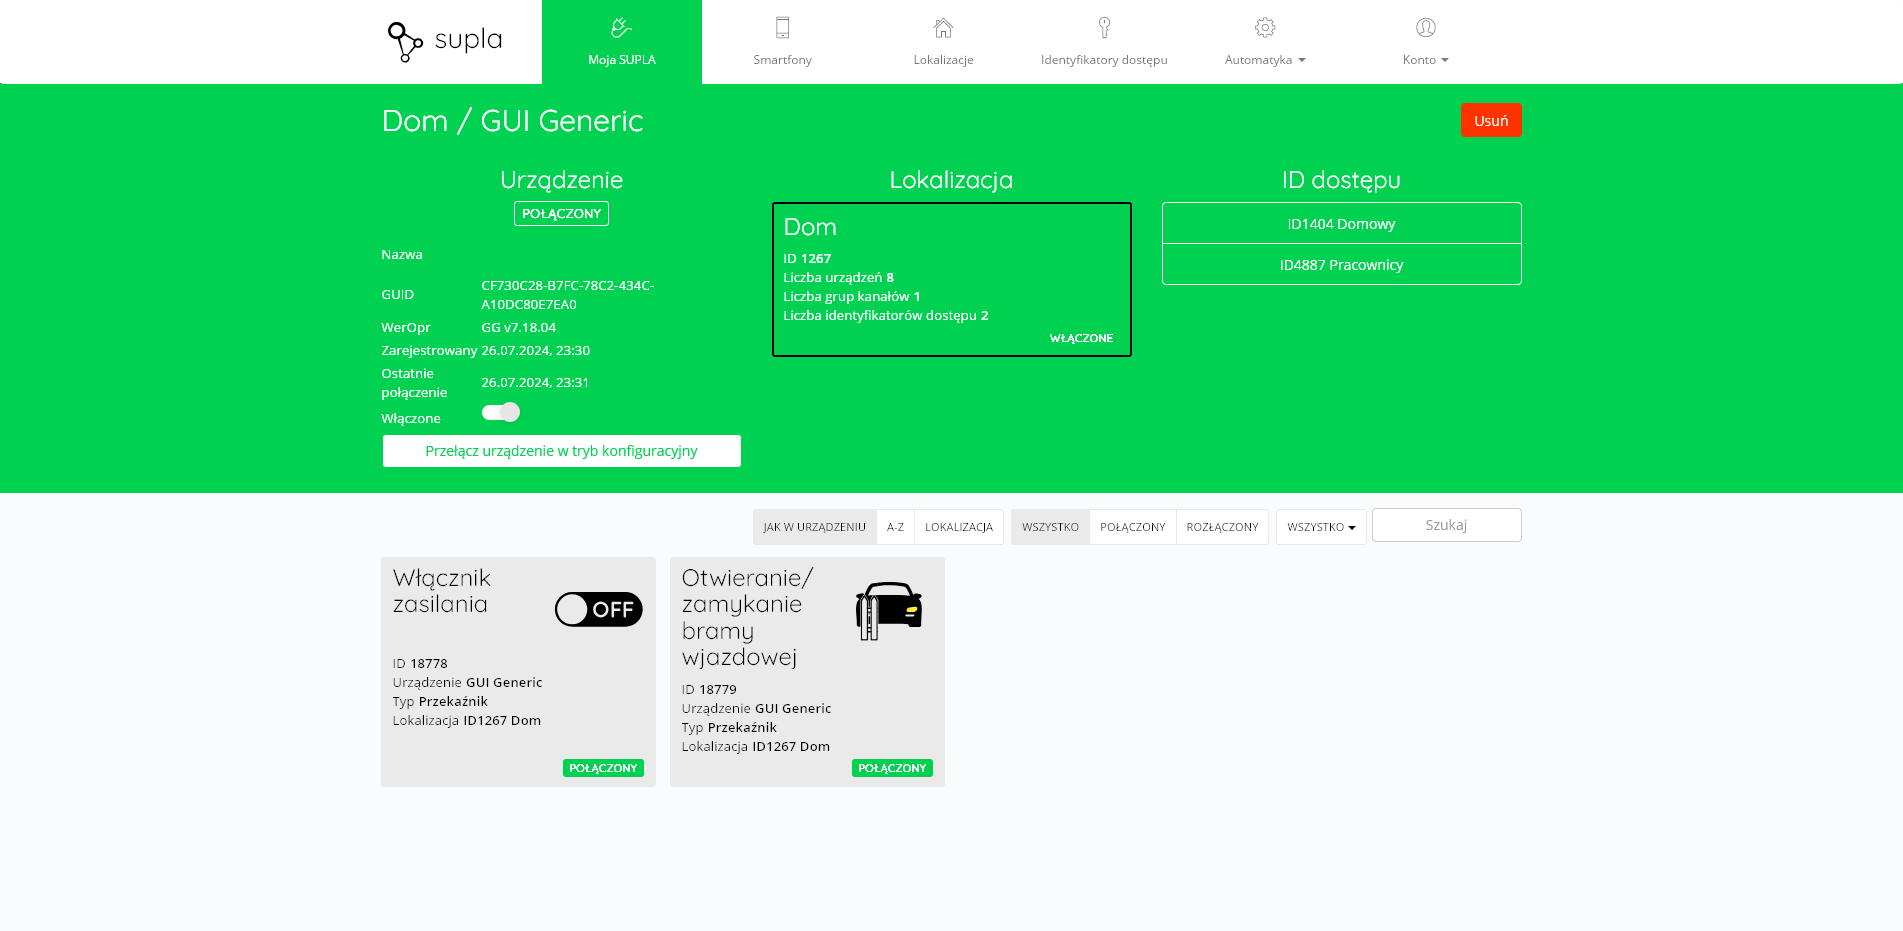 supla
Moja SUPLA
Smartfony
Lokalizacje
Identyfikatory dostępu
Automatyka
Konto
Dom / GUI Generic
Usuń
Urządzenie
POŁĄCZONY
Nazwa
GUID CF730C28-B7FC-78C2-434C-
A10DC80E7EA0
WerOpr GG v7.18.04
Zarejestrowany 26.07.2024, 23:30
Ostatnie
połączenie 26.07.2024, 23:31
Włączone
Przełącz urządzenie w tryb konfiguracyjny
Lokalizacja
Dom
ID 1267
Liczba urządzeń 8
Liczba grup kanałów 1
Liczba identyfikatorów dostępu 2
WŁĄCZONE
ID dostępu
ID1404 Domowy
ID4887 Pracownicy
JAK W URZĄDZENIU A-Z LOKALIZACJA WSZYSTKO POŁĄCZONY ROZŁĄCZONY WSZYSTKO Szukaj
Włącznik
zasilania
OFF
ID 18778
Urządzenie GUI Generic
Typ Przekaźnik
Lokalizacja ID1267 Dom
POŁĄCZONY
Otwieranie/
zamykanie
bramy
wjazdowej
ID 18779
Urządzenie GUI Generic
Typ Przekaźnik
Lokalizacja ID1267 Dom
POŁĄCZONY